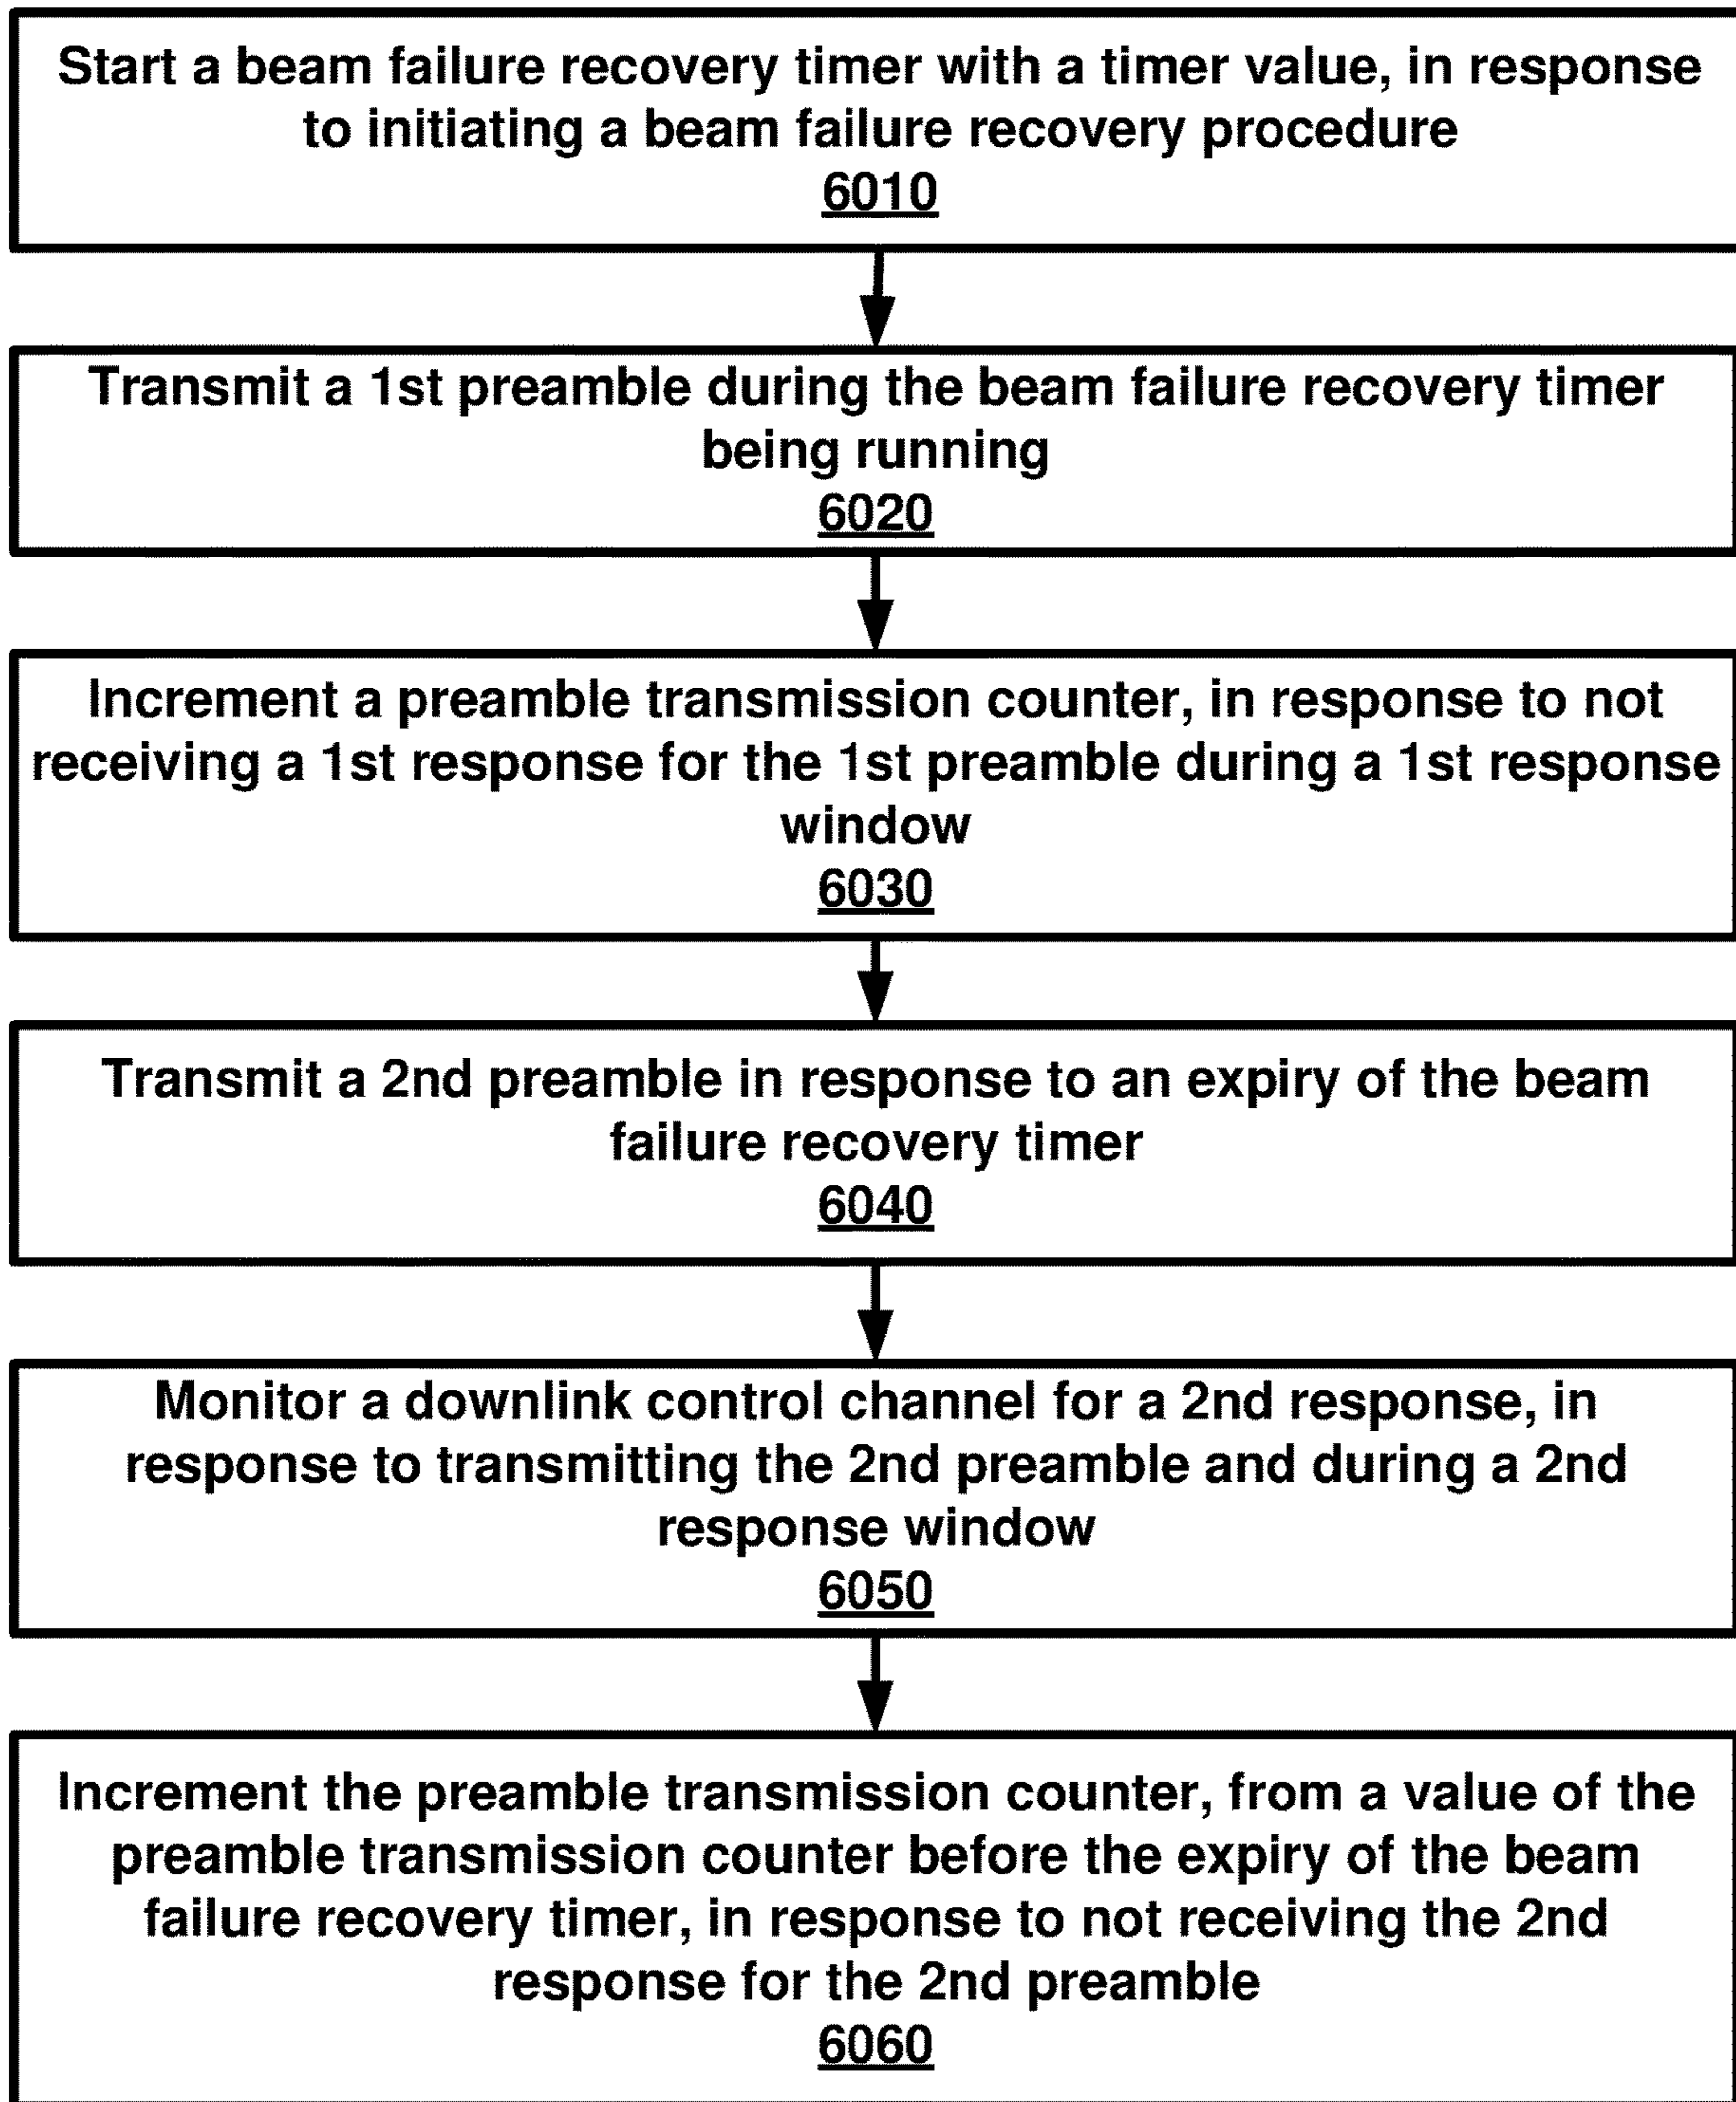 Start a beam failure recovery timer with a timer value, in response
to initiating a beam failure recovery procedure
6010
Transmit a 1st preamble during the beam failure recovery timer
being running
6020
Increment a preamble transmission counter, in response to not
receiving a 1st response for the 1st preamble during a 1st response
window
6030
Transmit a 2nd preamble in response to an expiry of the beam
failure recovery timer
6040
Monitor a downlink control channel for a 2nd response, in
response to transmitting the 2nd preamble and during a 2nd
response window
6050
Increment the preamble transmission counter, from a value of the
preamble transmission counter before the expiry of the beam
failure recovery timer, in response to not receiving the 2nd
response for the 2nd preamble
6060